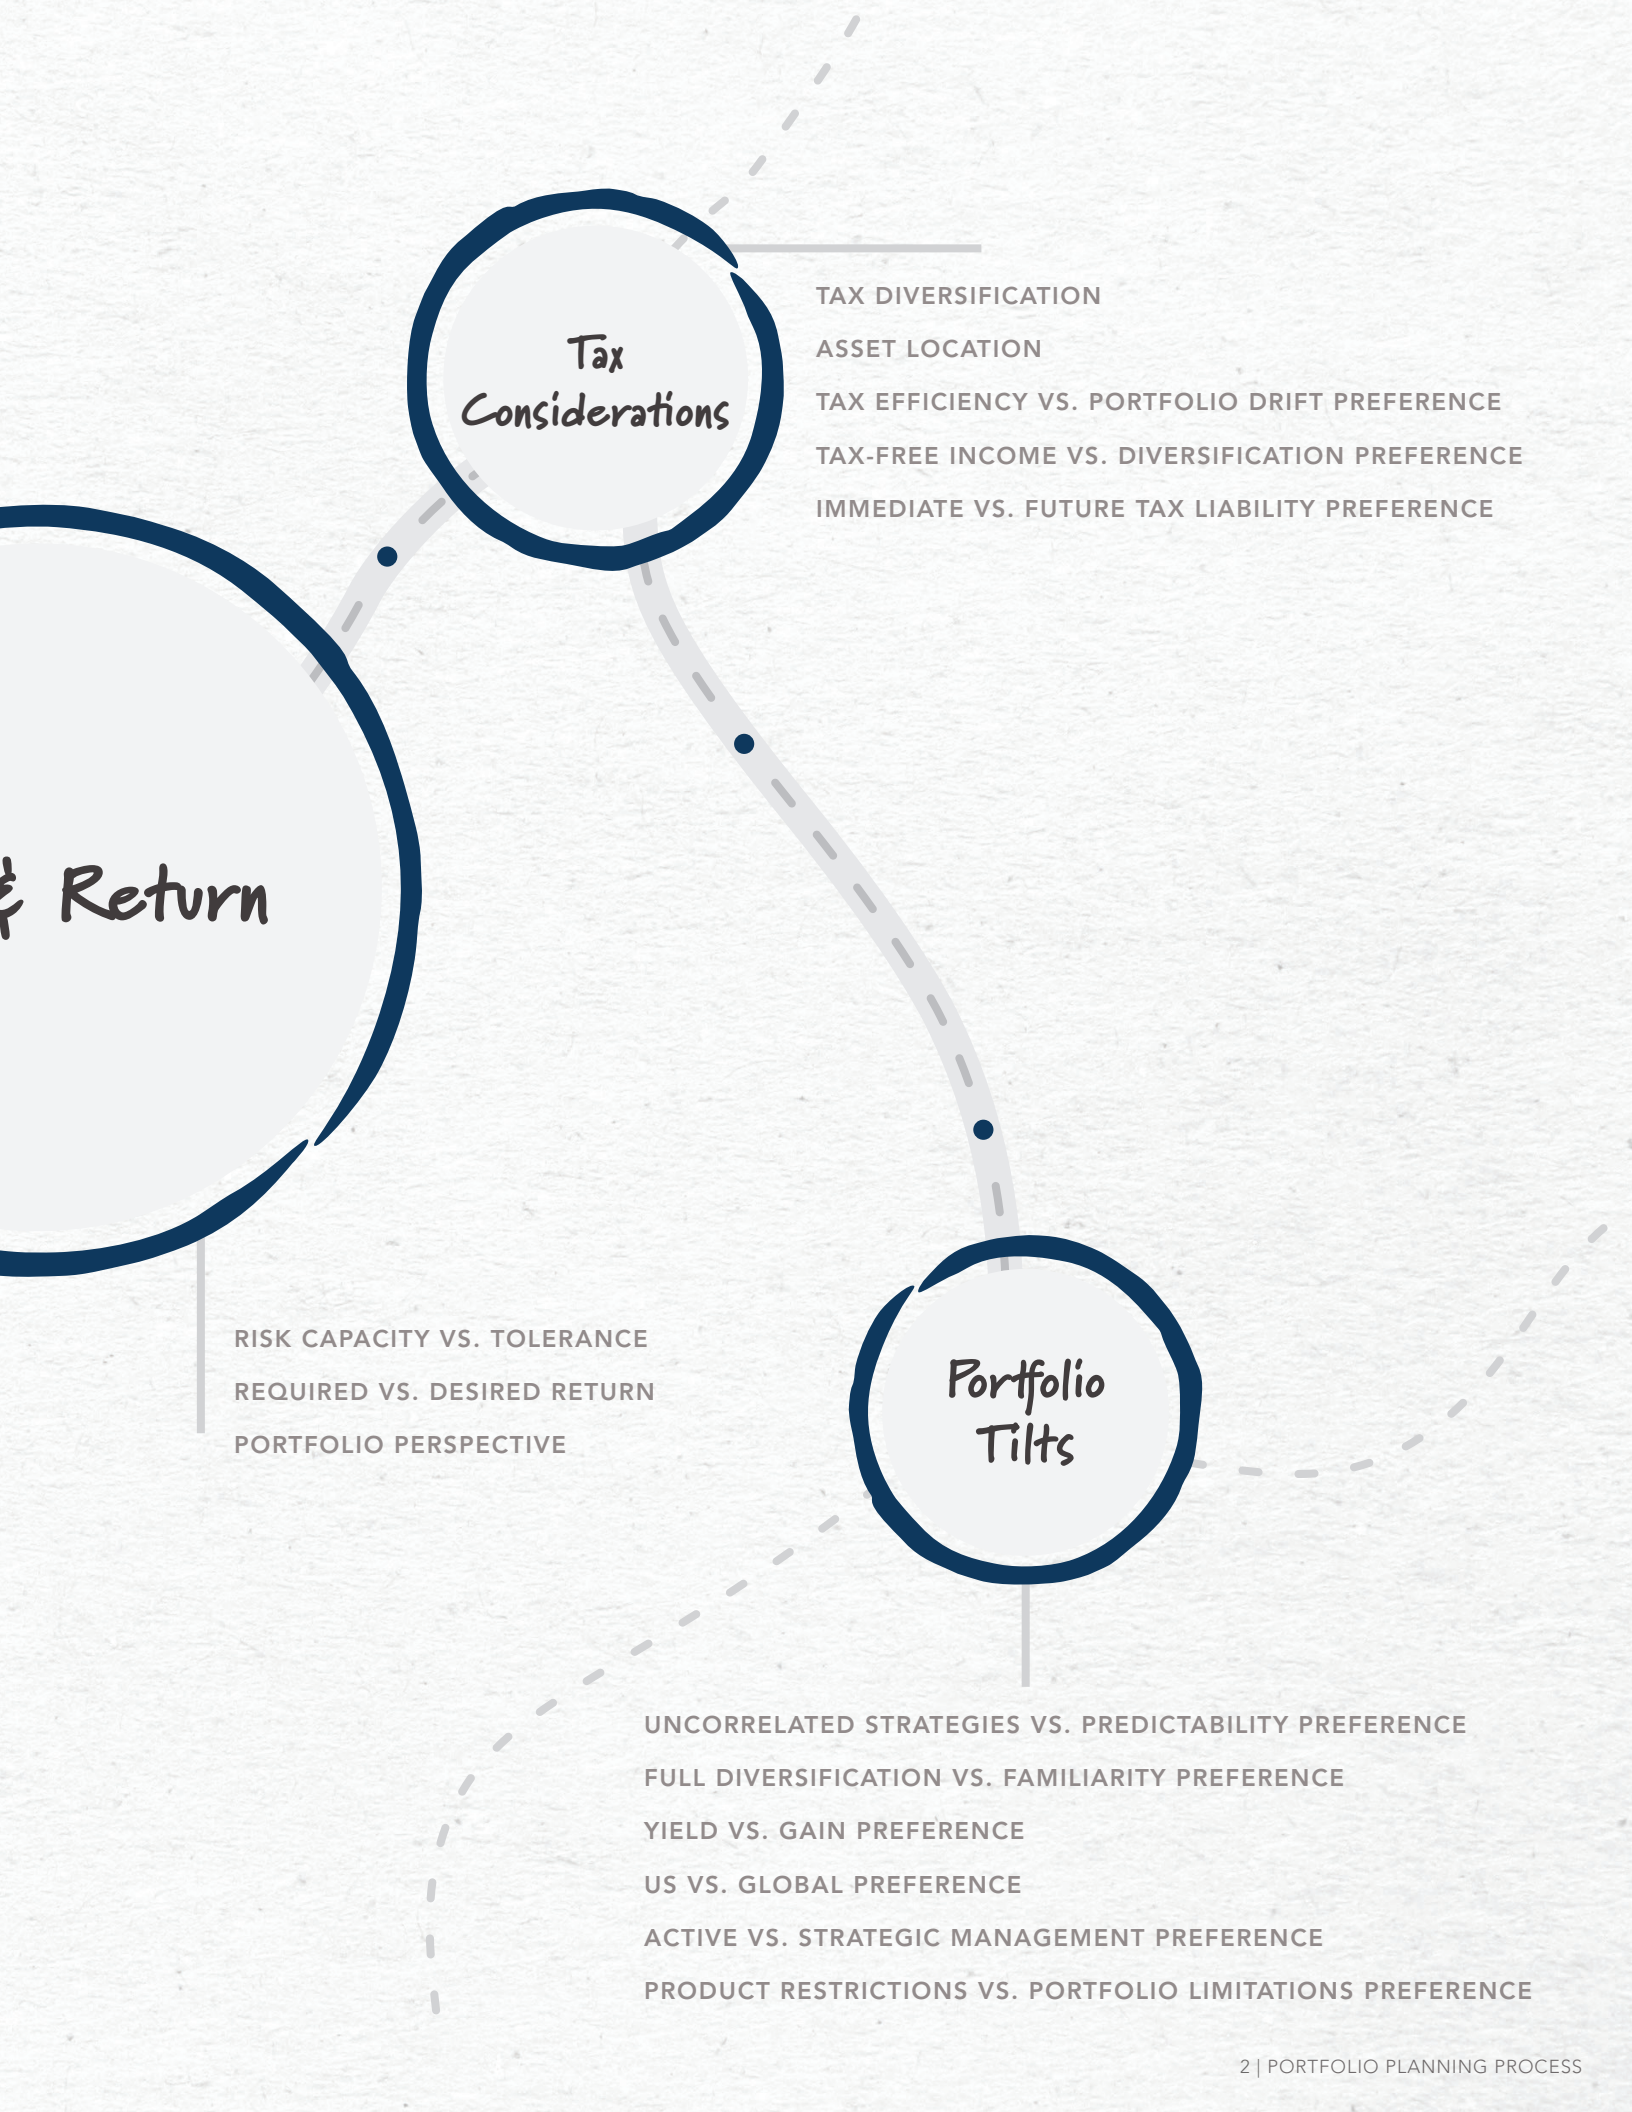 Tax
Considerations
TAX DIVERSIFICATION
ASSET LOCATION
TAX EFFICIENCY VS. PORTFOLIO DRIFT PREFERENCE
TAX-FREE INCOME VS. DIVERSIFICATION PREFERENCE
IMMEDIATE VS. FUTURE TAX LIABILITY PREFERENCE
& Return
RISK CAPACITY VS. TOLERANCE
REQUIRED VS. DESIRED RETURN
PORTFOLIO PERSPECTIVE
Portfolio
Tilts
UNCORRELATED STRATEGIES VS. PREDICTABILITY PREFERENCE
FULL DIVERSIFICATION VS. FAMILIARITY PREFERENCE
YIELD VS. GAIN PREFERENCE
US VS. GLOBAL PREFERENCE
ACTIVE VS. STRATEGIC MANAGEMENT PREFERENCE
PRODUCT RESTRICTIONS VS. PORTFOLIO LIMITATIONS PREFERENCE
2 | PORTFOLIO PLANNING PROCESS